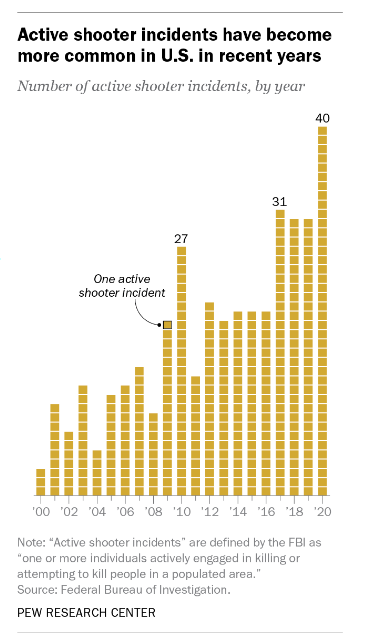 Active shooter incidents have become
more common in U.S. in recent years
Number of active shooter incidents, by year
40
31
27
One active
shooter incident
'00 '02 '04 '06 '08 '10 '12 '14 '16 '18 '20
Note: “Active shooter incidents” are defined by the FBI as
“one or more individuals actively engaged in killing or
attempting to kill people in a populated area.”
Source: Federal Bureau of Investigation.
PEW RESEARCH CENTER